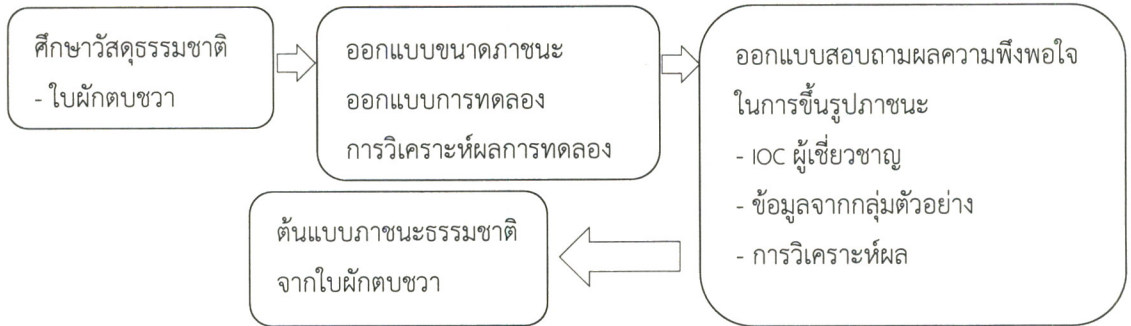 ศึกษาวัสดุธรรมชาติ
- ใบผักตบชวา
ออกแบบขนาดภาชนะ
ออกแบบการทดลอง
การวิเคราะห์ผลการทดลอง
ออกแบบสอบถามผลความพึงพอใจ
ในการขึ้นรูปภาชนะ
- IOC ผู้เชี่ยวชาญ
- ข้อมูลจากกลุ่มตัวอย่าง
- การวิเคราะห์ผล
ต้นแบบภาชนะธรรมชาติ
จากใบผักตบชวา